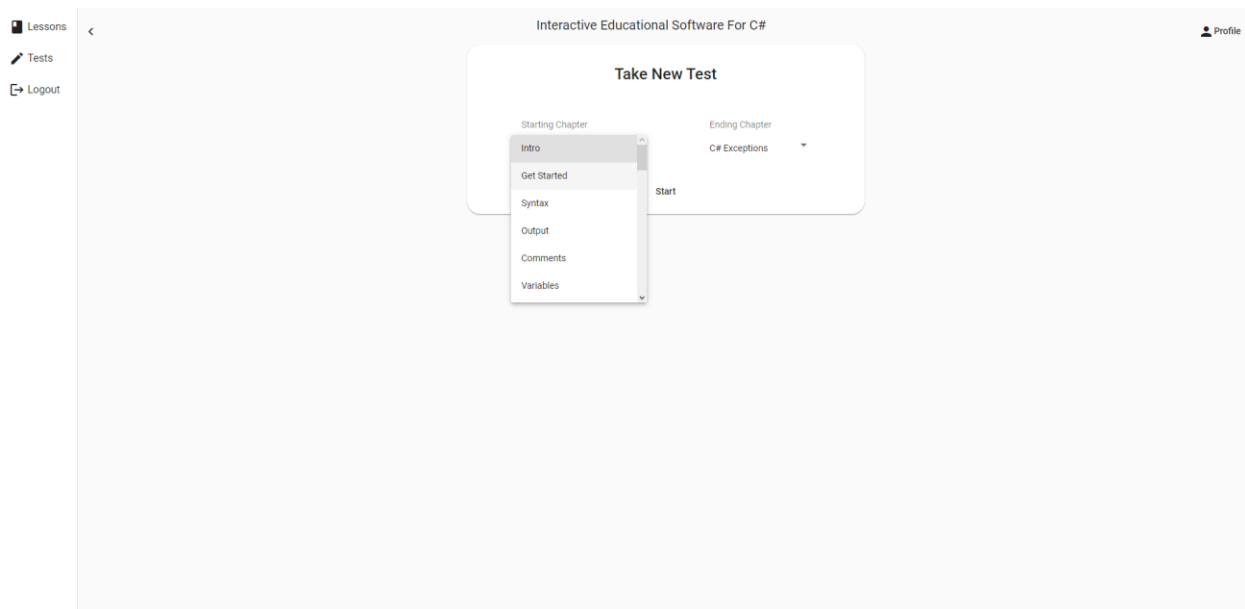 Lessons
Tests
Logout
Interactive Educational Software For C#
Profile
Take New Test
Starting Chapter
Ending Chapter
Intro
C# Exceptions
Get Started
Start
Syntax
Output
Comments
Variables